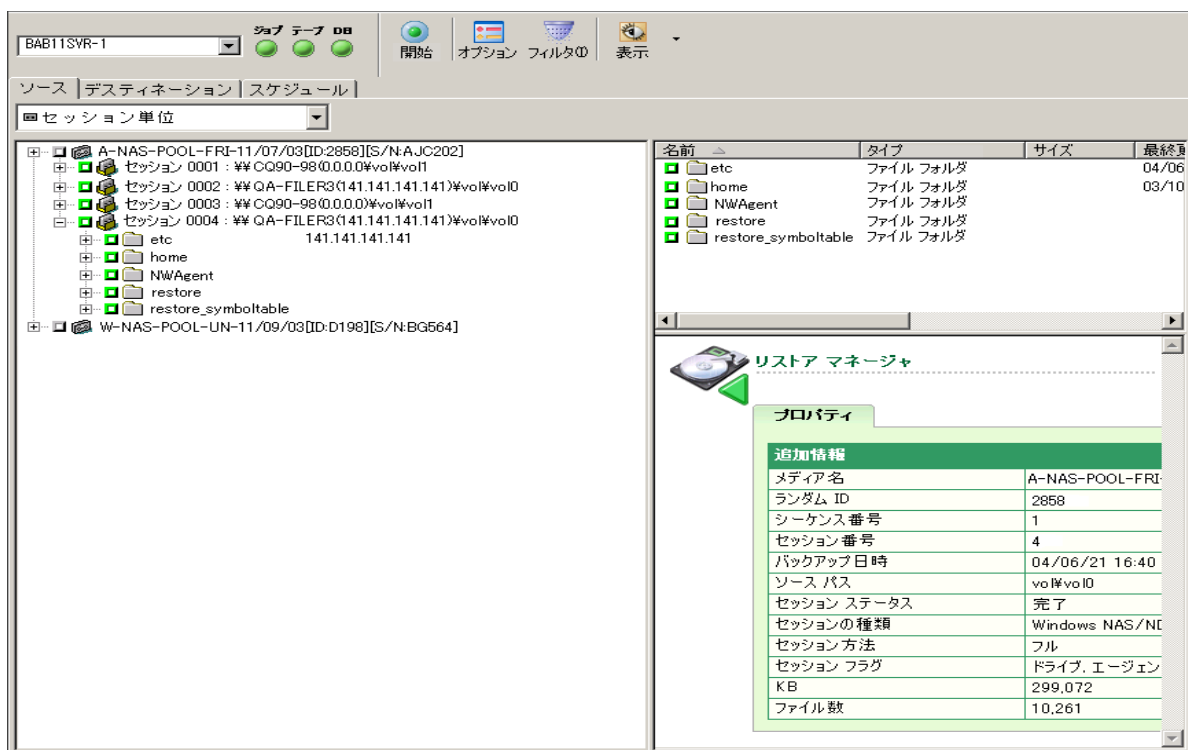 BAB11SVR-1
ジョブ テープ DB
開始 オプション フィルタ(I) 表示
ソース デスティネーション スケジュール
セッション単位
A-NAS-POOL-FRI-11/07/03[ID:2858][S/N:AJC202]
セッション 0001 : ¥¥ CQ90-98(0.0.0.0¥vol¥vol1
セッション 0002 : ¥¥ QA-FILER3(141.141.141.141)¥vol¥vol0
セッション 0003 : ¥¥ CQ90-98(0.0.0.0)¥vol¥vol1
セッション 0004 : ¥¥ QA-FILER3(141.141.141.141)¥vol¥vol0
etc 141.141.141.141
home
NWAgent
restore
restore_symboltable
W-NAS-POOL-UN-11/09/03[ID:D198][S/N:BG564]
名前 タイプ サイズ 最終
etc ファイル フォルダ 04/06
home ファイル フォルダ 03/10
NWAgent ファイル フォルダ
restore ファイル フォルダ
restore_symboltable ファイル フォルダ
リストア マネージャ
プロパティ
追加情報
メディア名 A-NAS-POOL-FRI-
ランダム ID 2858
シーケンス番号 1
セッション番号 4
バックアップ日時 04/06/21 16:40
ソース パス vol¥vol0
セッション ステータス 完了
セッションの種類 Windows NAS/ND
セッション方法 フル
セッション フラグ ドライブ, エージェン
KB 299,072
ファイル数 10,261